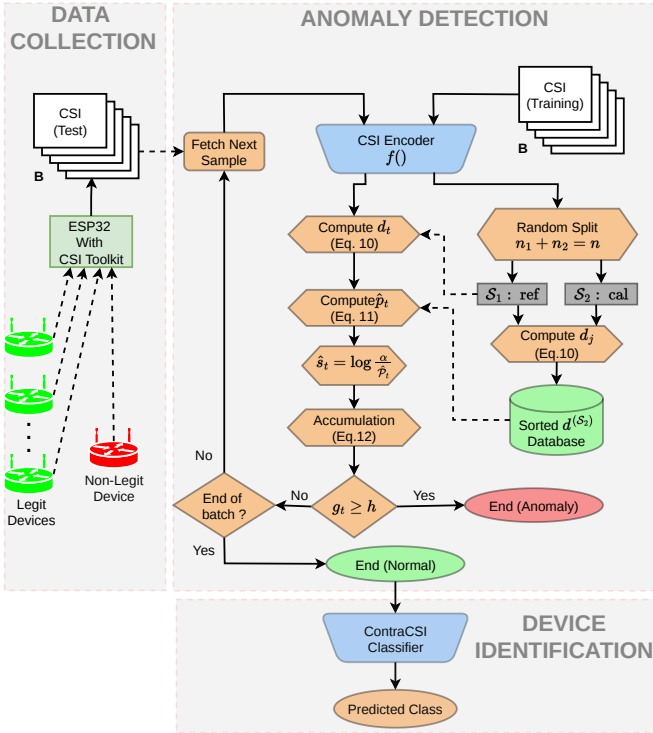 DATA
COLLECTION
ANOMALY DETECTION
CSI
(Test)
B
ESP32
With
CSI Toolkit
Legit
Devices
Non-Legit
Device
Fetch Next
Sample
CSI Encoder
f()
CSI
(Training)
B
Compute d_t
(Eq. 10)
Random Split
n_1 + n_2 = n
S_1 : ref
S_2 : cal
Compute p̂_t
(Eq. 11)
Compute d_j
(Eq.10)
ŝ_t = log α/p̂_t
Accumulation
(Eq.12)
Sorted d^(S_2)
Database
No
End of
batch ?
No
g_t ≥ h
Yes
End (Anomaly)
Yes
End (Normal)
ContraCSI
Classifier
DEVICE
IDENTIFICATION
Predicted Class